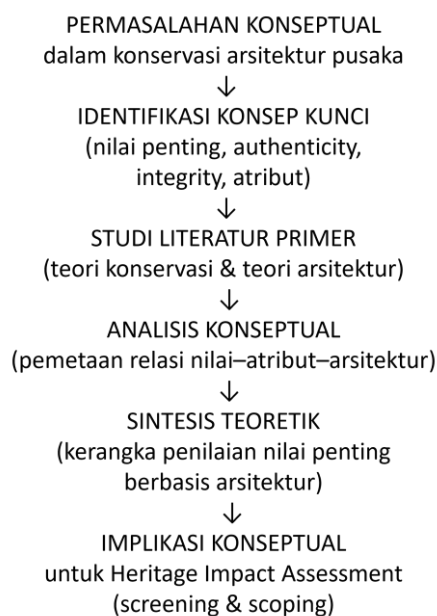 PERMASALAHAN KONSEPTUAL
dalam konservasi arsitektur pusaka
↓
IDENTIFIKASI KONSEP KUNCI
(nilai penting, authenticity,
integrity, atribut)
↓
STUDI LITERATUR PRIMER
(teori konservasi & teori arsitektur)
↓
ANALISIS KONSEPTUAL
(pemetaan relasi nilai–atribut–arsitektur)
↓
SINTESIS TEORETIK
(kerangka penilaian nilai penting
berbasis arsitektur)
↓
IMPLIKASI KONSEPTUAL
untuk Heritage Impact Assessment
(screening & scoping)